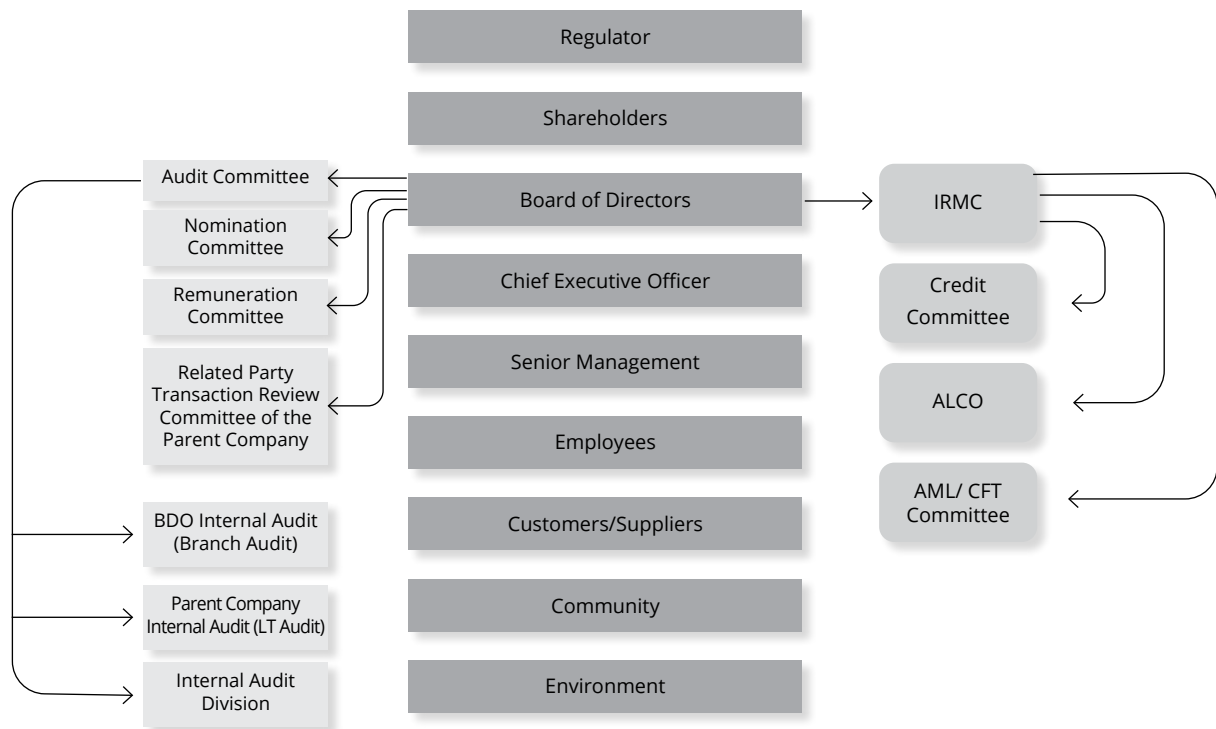 Regulator
Shareholders
Audit Committee
Board of Directors
IRMC
Nomination
Committee
Chief Executive Officer
Credit
Committee
Remuneration
Committee
Senior Management
Related Party
Transaction Review
Committee of the
Parent Company
ALCO
Employees
AML/ CFT
Committee
BDO Internal Audit
(Branch Audit)
Customers/Suppliers
Parent Company
Internal Audit (LT Audit)
Community
Internal Audit
Division
Environment